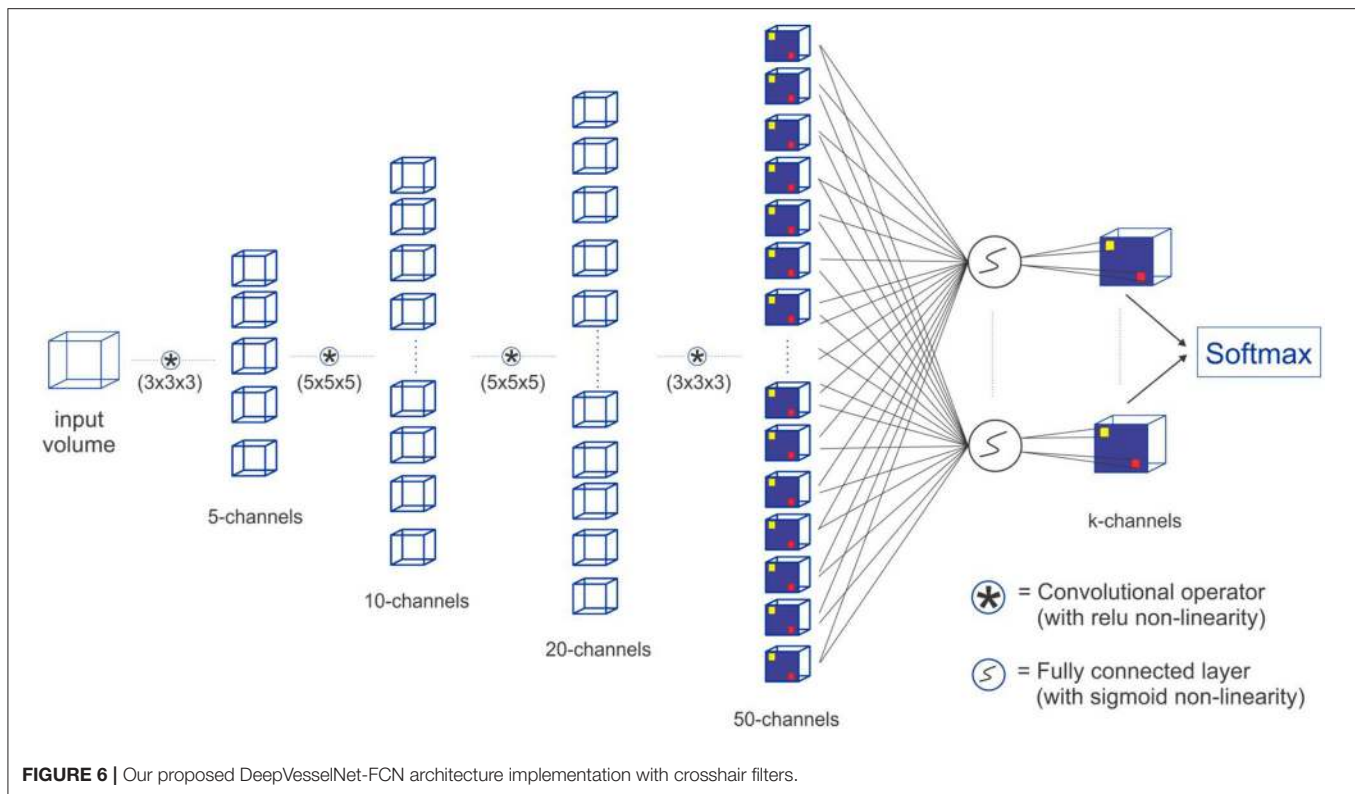 input
volume
(3x3x3)
5-channels
(5x5x5)
10-channels
(5x5x5)
20-channels
(3x3x3)
50-channels
k-channels
Softmax
= Convolutional operator
(with relu non-linearity)
= Fully connected layer
(with sigmoid non-linearity)
FIGURE 6 | Our proposed DeepVesselNet-FCN architecture implementation with crosshair filters.